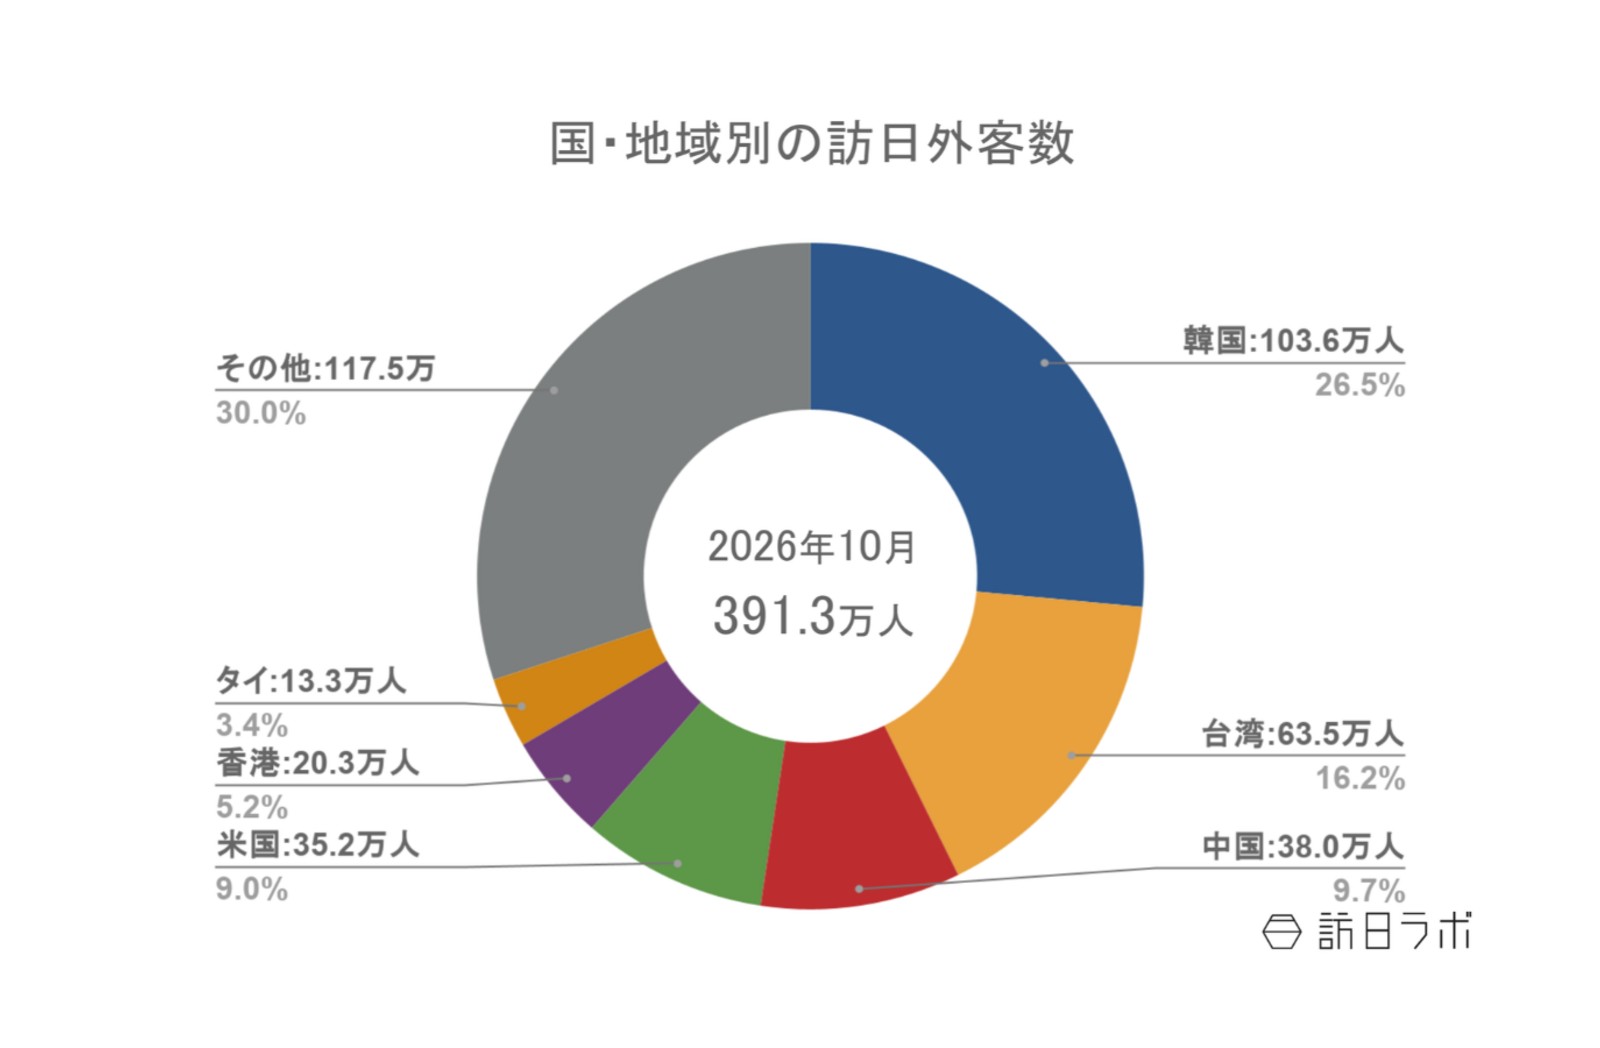 国・地域別の訪日外客数
韓国:103.6万人
26.5%
その他:117.5万
30.0%
2026年10月
391.3万人
タイ:13.3万人
3.4%
香港:20.3万人
5.2%
米国:35.2万人
9.0%
台湾:63.5万人
16.2%
中国:38.0万人
9.7%
訪日ラボ